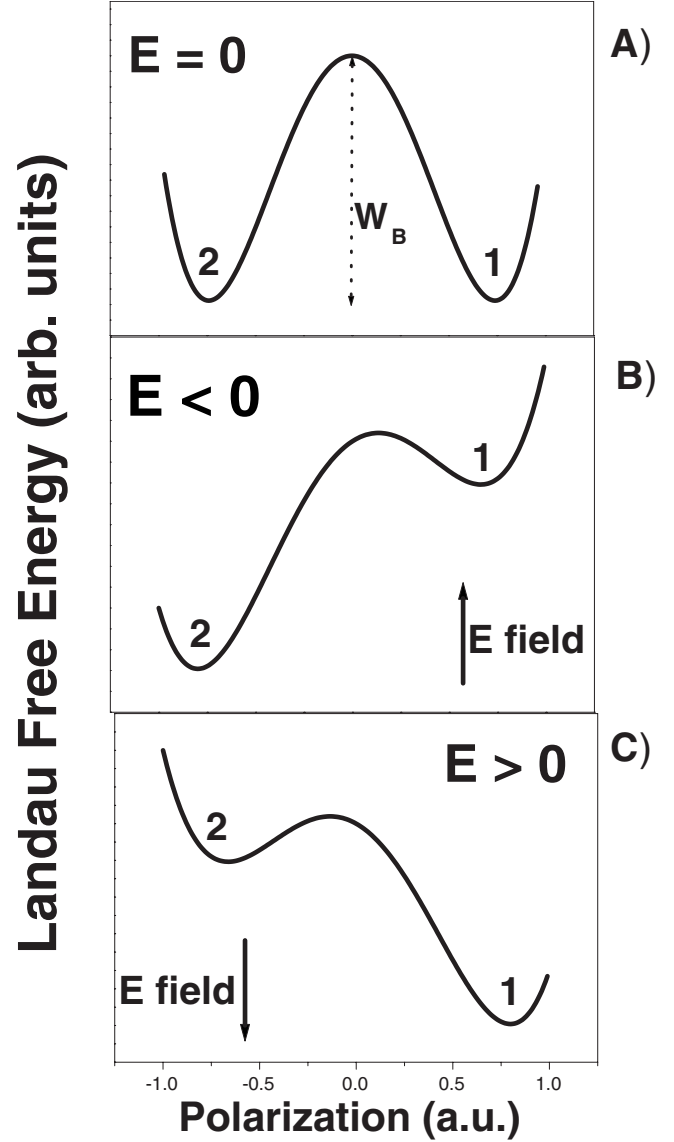 Landau Free Energy (arb. units)
A)
E = 0
W_B
2
1
B)
E < 0
1
2
E field
C)
E > 0
2
E field
1
-1.0 -0.5 0.0 0.5 1.0
Polarization (a.u.)